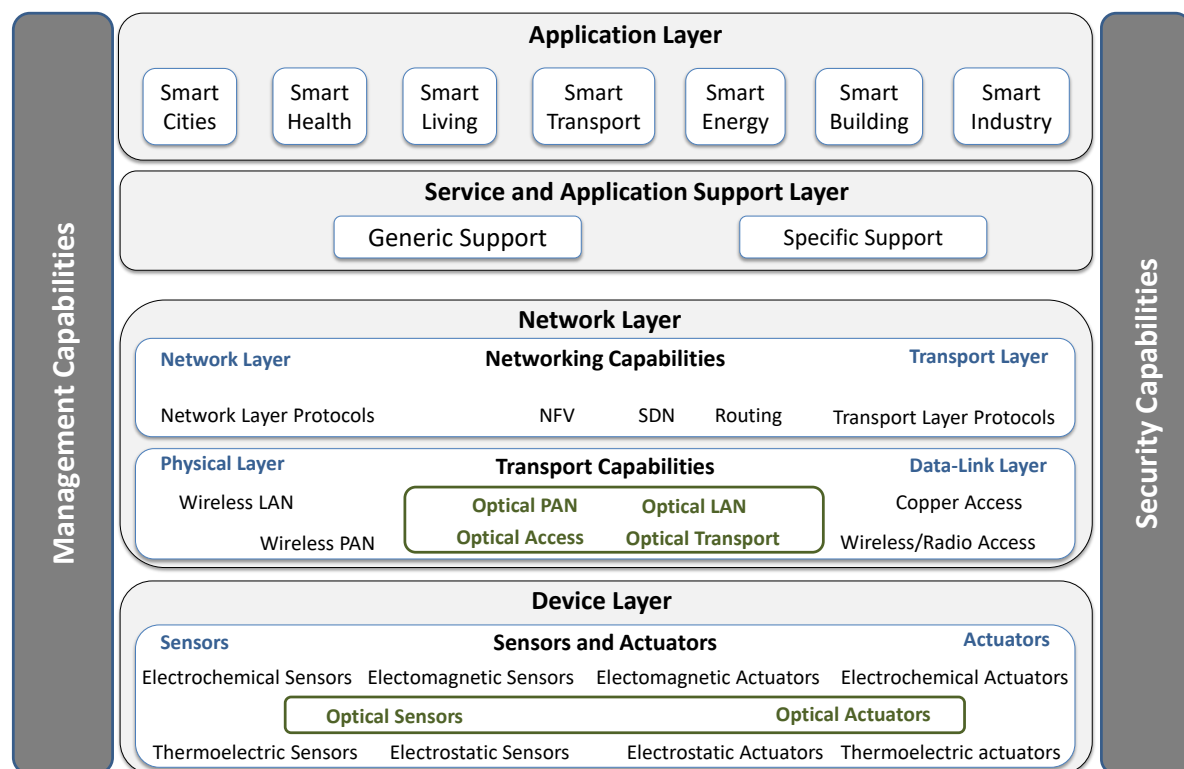 Management Capabilities
Application Layer
Smart Cities
Smart Health
Smart Living
Smart Transport
Smart Energy
Smart Building
Smart Industry
Service and Application Support Layer
Generic Support
Specific Support
Network Layer
Network Layer
Networking Capabilities
Transport Layer
Network Layer Protocols
NFV
SDN
Routing
Transport Layer Protocols
Physical Layer
Transport Capabilities
Data-Link Layer
Wireless LAN
Optical PAN
Optical LAN
Copper Access
Wireless PAN
Optical Access
Optical Transport
Wireless/Radio Access
Device Layer
Sensors
Sensors and Actuators
Actuators
Electrochemical Sensors
Electomagnetic Sensors
Electomagnetic Actuators
Electrochemical Actuators
Optical Sensors
Optical Actuators
Thermoelectric Sensors
Electrostatic Sensors
Electrostatic Actuators
Thermoelectric actuators
Security Capabilities